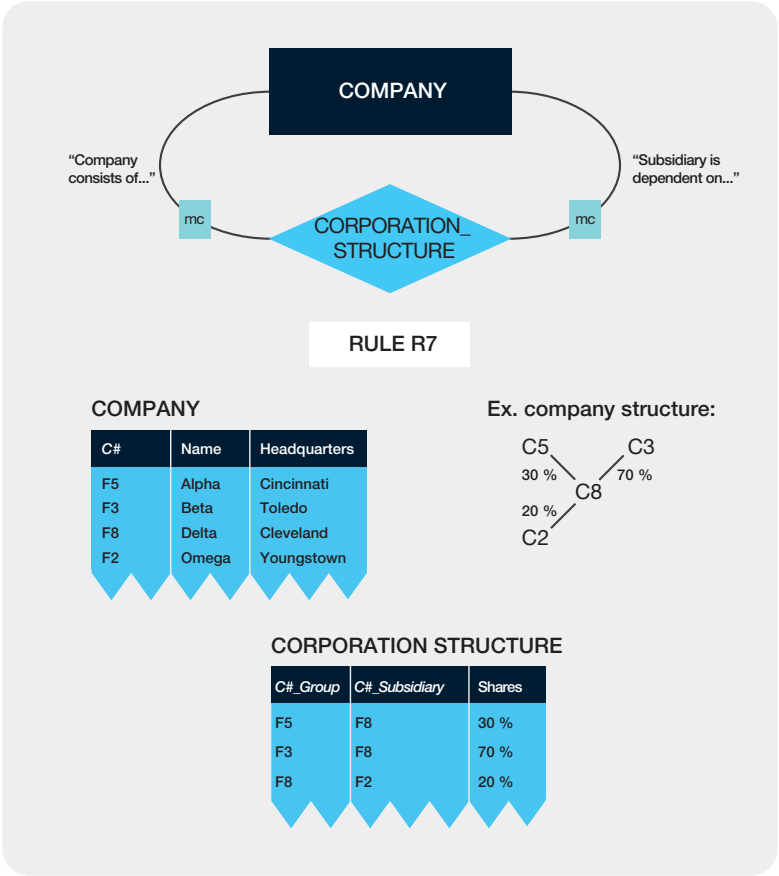 COMPANY
“Company
consists of...”
“Subsidiary is
dependent on...”
mc
mc
CORPORATION_
STRUCTURE
RULE R7
COMPANY
C# Name Headquarters
F5 Alpha Cincinnati
F3 Beta Toledo
F8 Delta Cleveland
F2 Omega Youngstown
Ex. company structure:
C5 C3
30 % 70 %
C8
20 %
C2
CORPORATION STRUCTURE
C#_Group C#_Subsidiary Shares
F5 F8 30 %
F3 F8 70 %
F8 F2 20 %